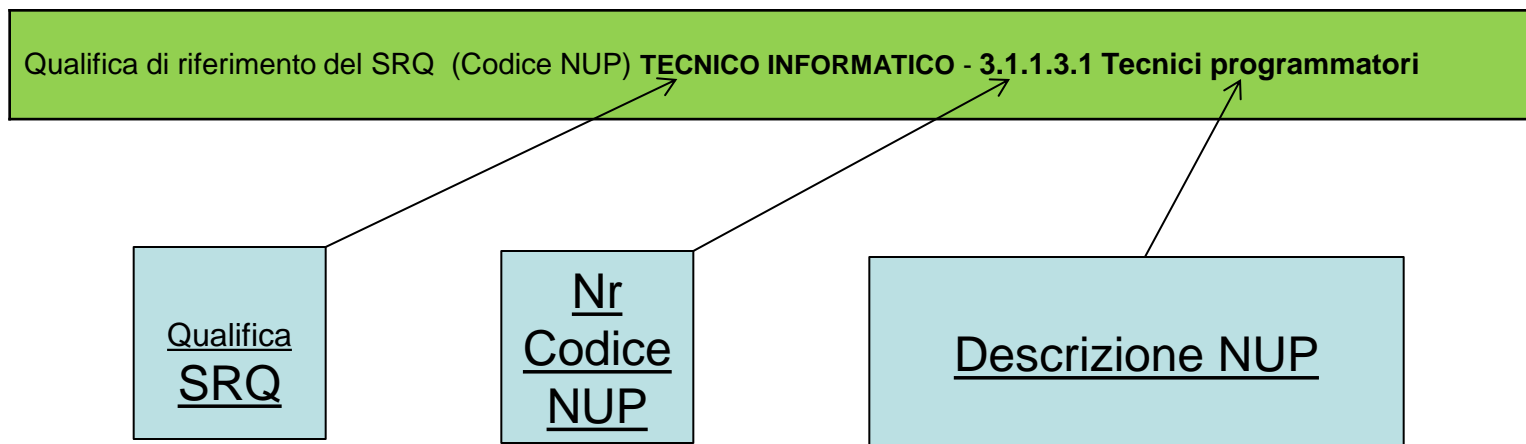 Qualifica di riferimento del SRQ (Codice NUP) TECNICO INFORMATICO - 3.1.1.3.1 Tecnici programmatori
Qualifica
SRQ
Nr
Codice
NUP
Descrizione NUP